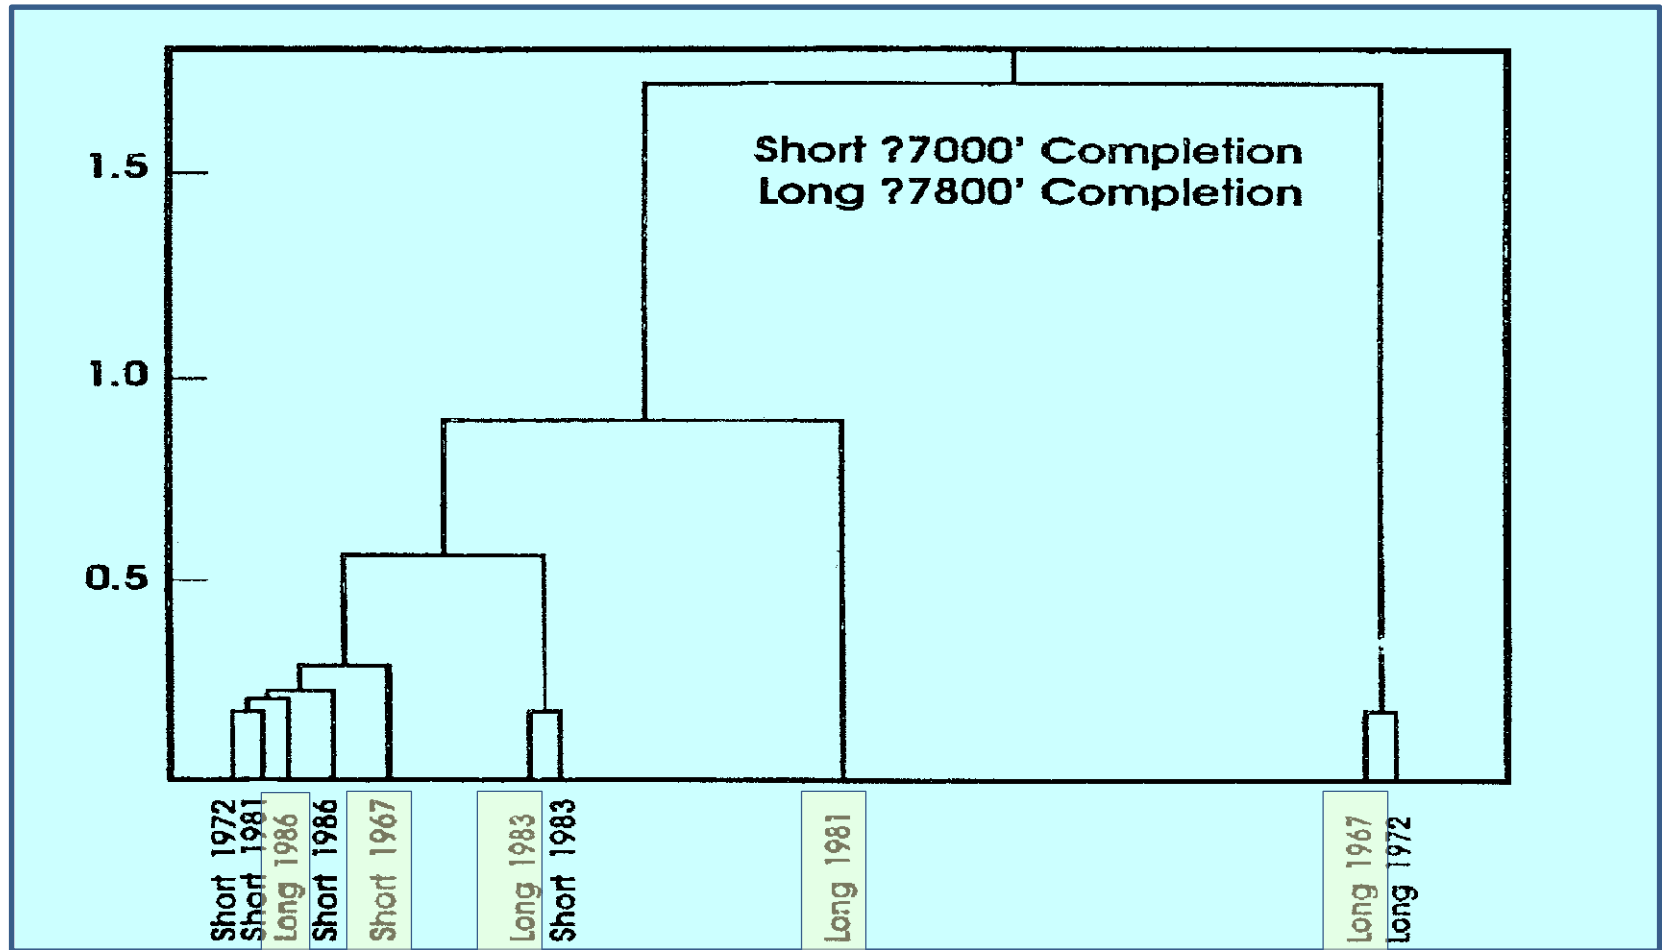 Short ?7000' Completion
Long ?7800' Completion
1.5
1.0
0.5
Short 1972
Short 1981
Long 1986
Short 1986
Short 1967
Long 1983
Short 1983
Long 1981
Long 1967
Long 1972